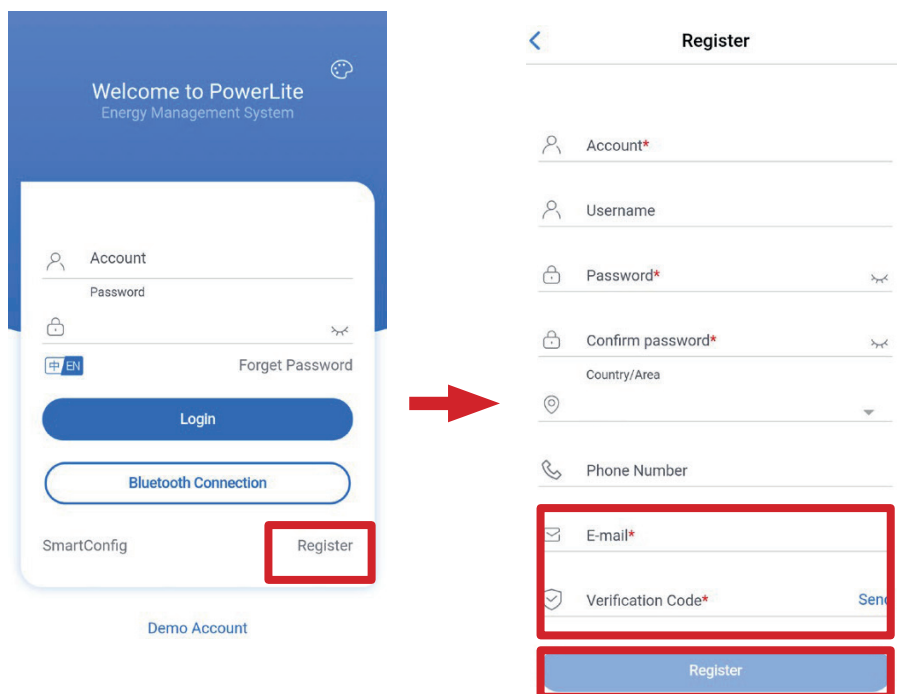 Welcome to PowerLite
Energy Management System
Account
Password
中 EN
Forget Password
Login
Bluetooth Connection
SmartConfig
Register
Demo Account
Register
Account*
Username
Password*
Confirm password*
Country/Area
Phone Number
E-mail*
Verification Code*
Send
Register